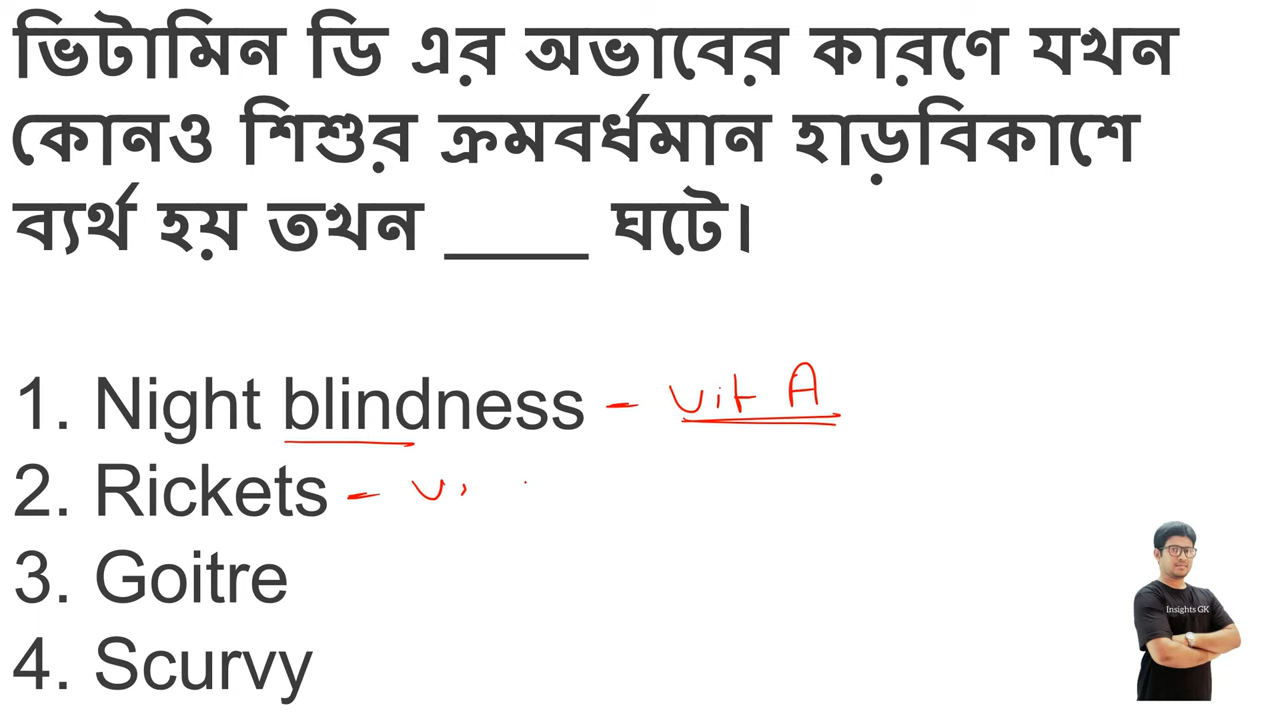 ভিটামিন ডি এর অভাবের কারণে যখন
কোনও শিশুর ক্রমবর্ধমান হাড়বিকাশে
ব্যর্থ হয় তখন ____ ঘটে।
1. Night blindness - vit A
2. Rickets -
3. Goitre
4. Scurvy
Insights GK